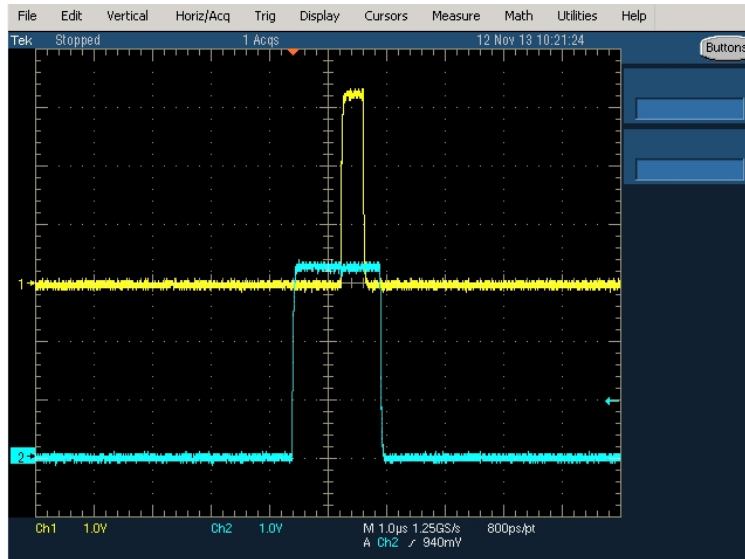 File Edit Vertical Horiz/Acq Trig Display Cursors Measure Math Utilities Help
Tek Stopped 1 Acqs 12 Nov 13 10:21:24
Buttons
1
2
Ch1 1.0V Ch2 1.0V M 1.0µs 1.25GS/s 800ps/pt
A Ch2 ∕ 940mV